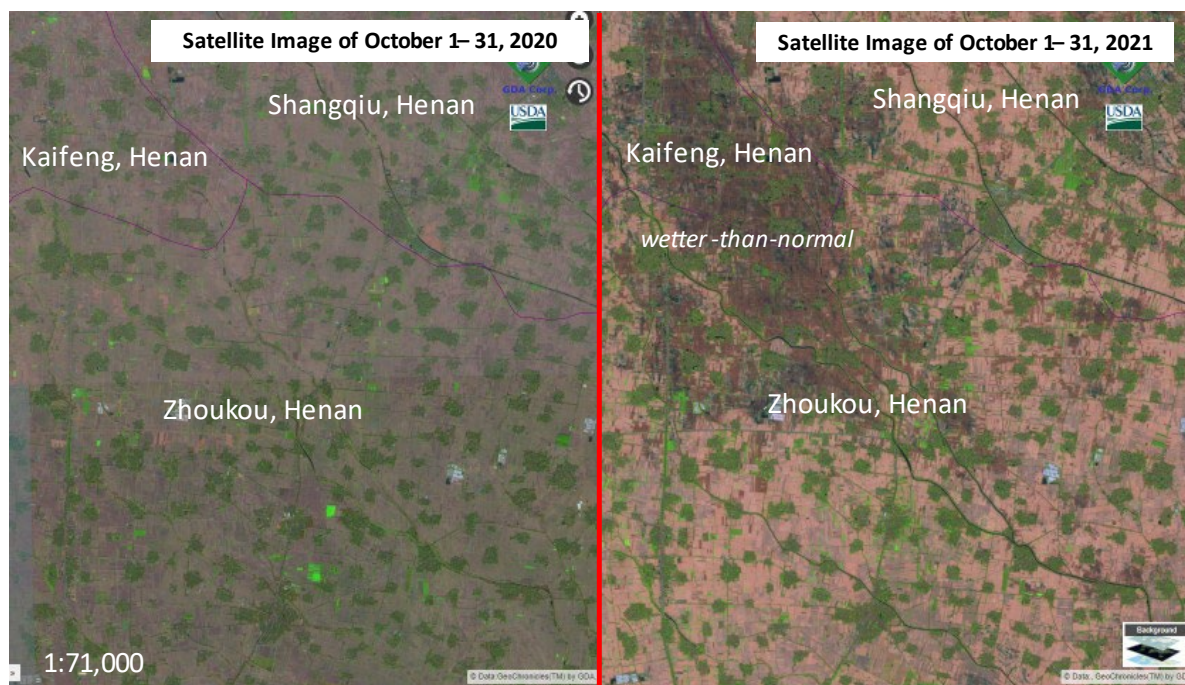 Satellite Image of October 1– 31, 2020
GDA Corp.
USDA
Shangqiu, Henan
Kaifeng, Henan
Zhoukou, Henan
1:71,000
© Data:GeoChronicles(TM) by GDA,
Satellite Image of October 1– 31, 2021
GDA Corp.
USDA
Shangqiu, Henan
Kaifeng, Henan
wetter -than-normal
Zhoukou, Henan
Background
© Data:, GeoChronicles(TM) by GD